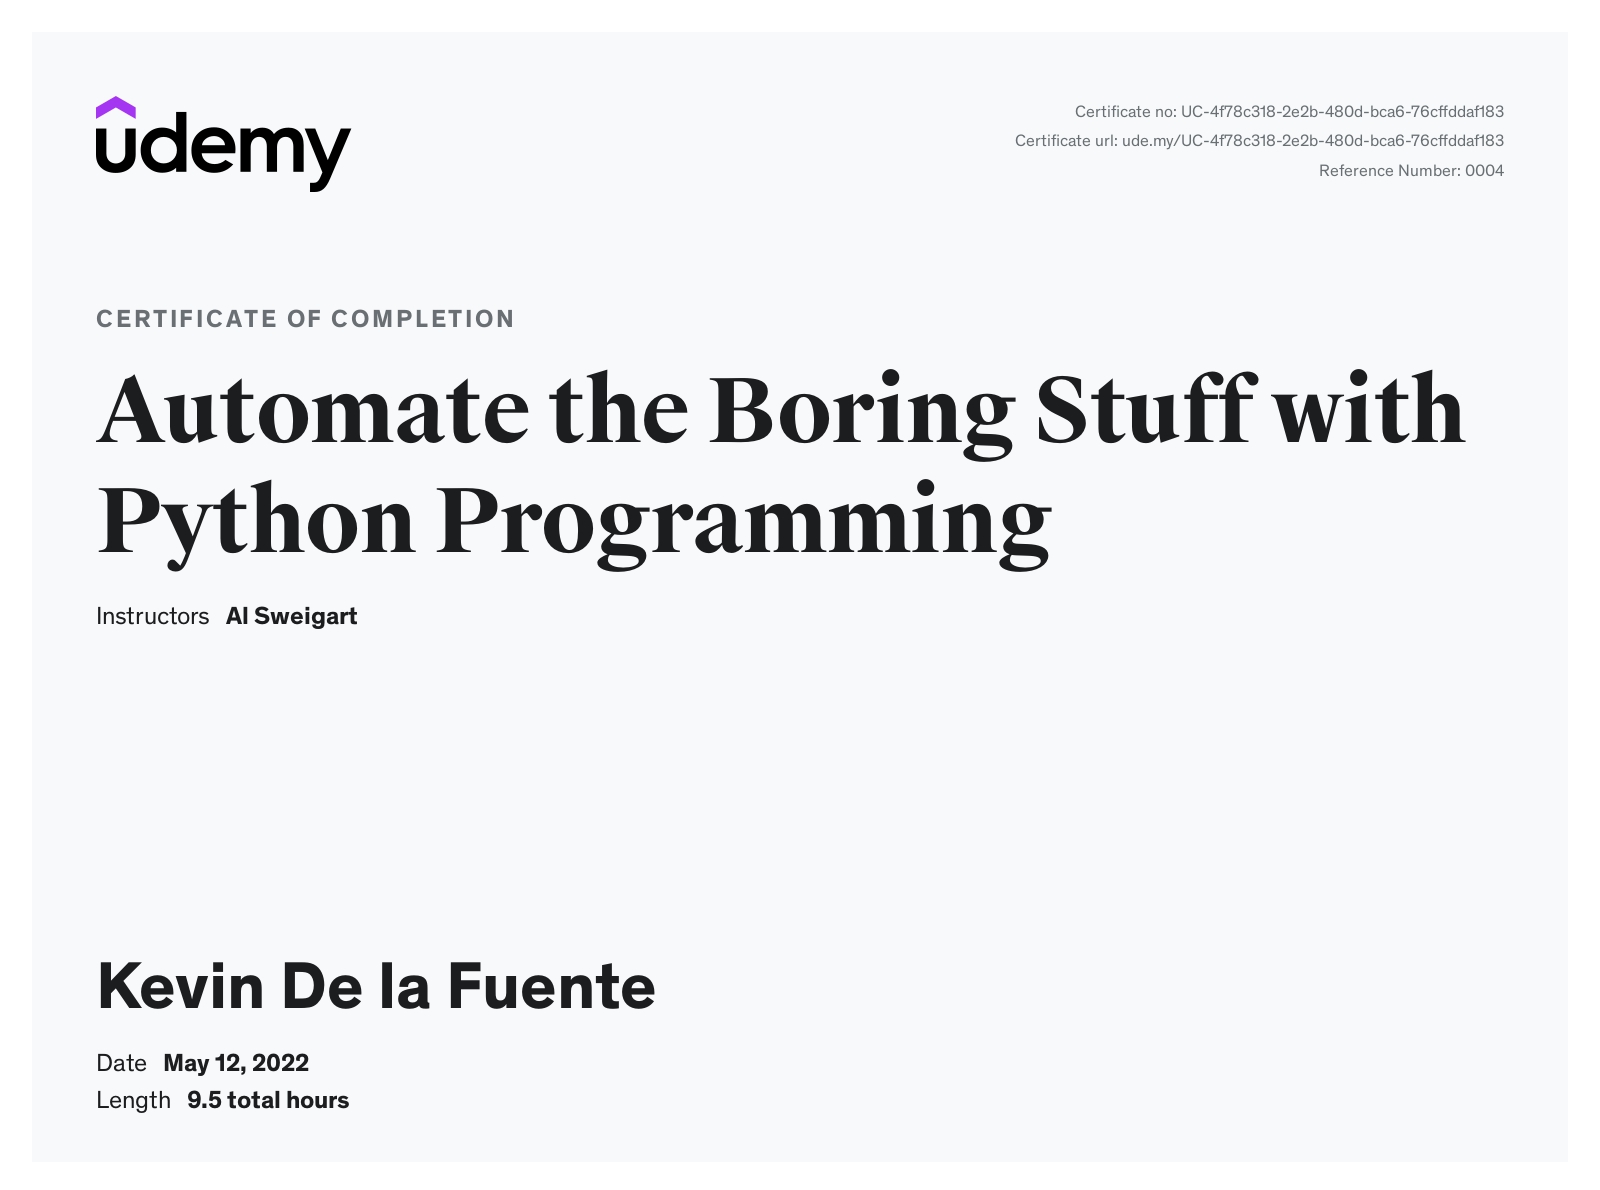 udemy
Certificate no: UC-4f78c318-2e2b-480d-bca6-76cffddaf183
Certificate url: ude.my/UC-4f78c318-2e2b-480d-bca6-76cffddaf183
Reference Number: 0004
CERTIFICATE OF COMPLETION
Automate the Boring Stuff with
Python Programming
Instructors Al Sweigart
Kevin De la Fuente
Date May 12, 2022
Length 9.5 total hours